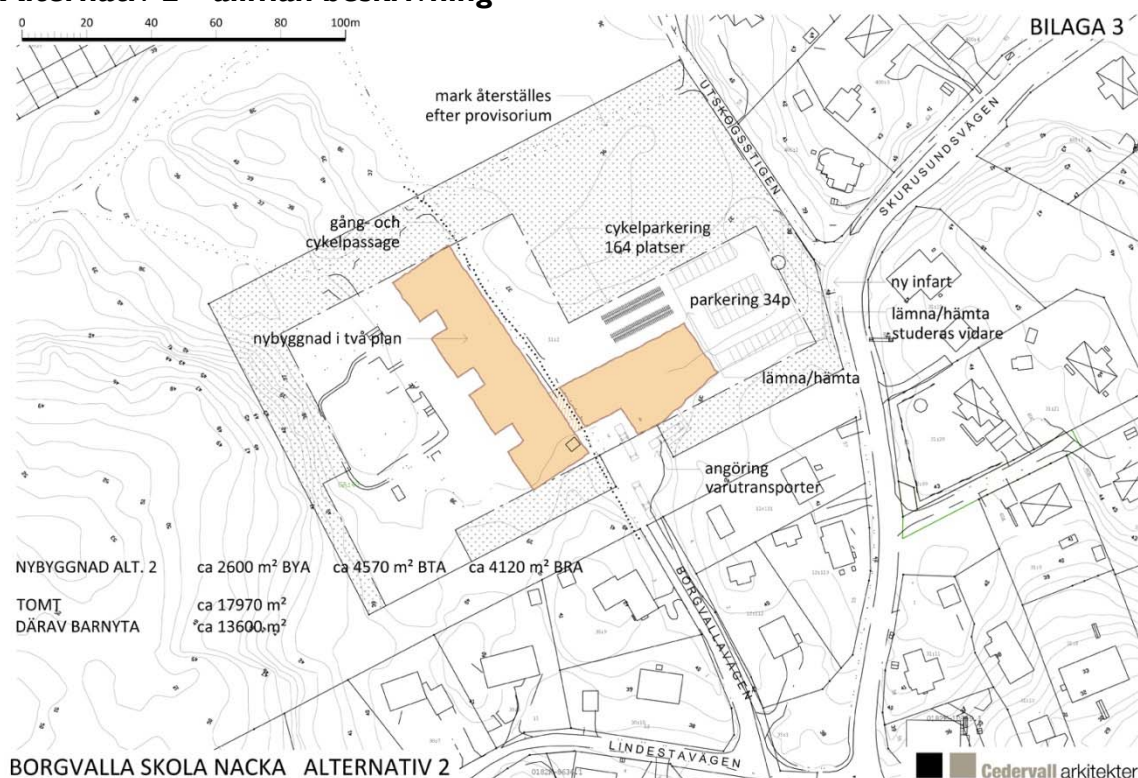 0 20 40 60 80 100m
BILAGA 3
mark återställes
efter provisorium
UTSKOGSSTIGEN
SKURUSUNDSVÄGEN
gång- och
cykelpassage
cykelparkering
164 platser
ny infart
parkering 34p
lämna/hämta
studeras vidare
nybyggnad i två plan
lämna/hämta
angöring
varutransporter
NYBYGGNAD ALT. 2 ca 2600 m² BYA ca 4570 m² BTA ca 4120 m² BRA
TOMT ca 17970 m²
DÄRAV BARNYTA ca 13600 m²
BORGVALLAVÄGEN
LINDESTAVÄGEN
BORGVALLA SKOLA NACKA ALTERNATIV 2
Cedervall arkitekter